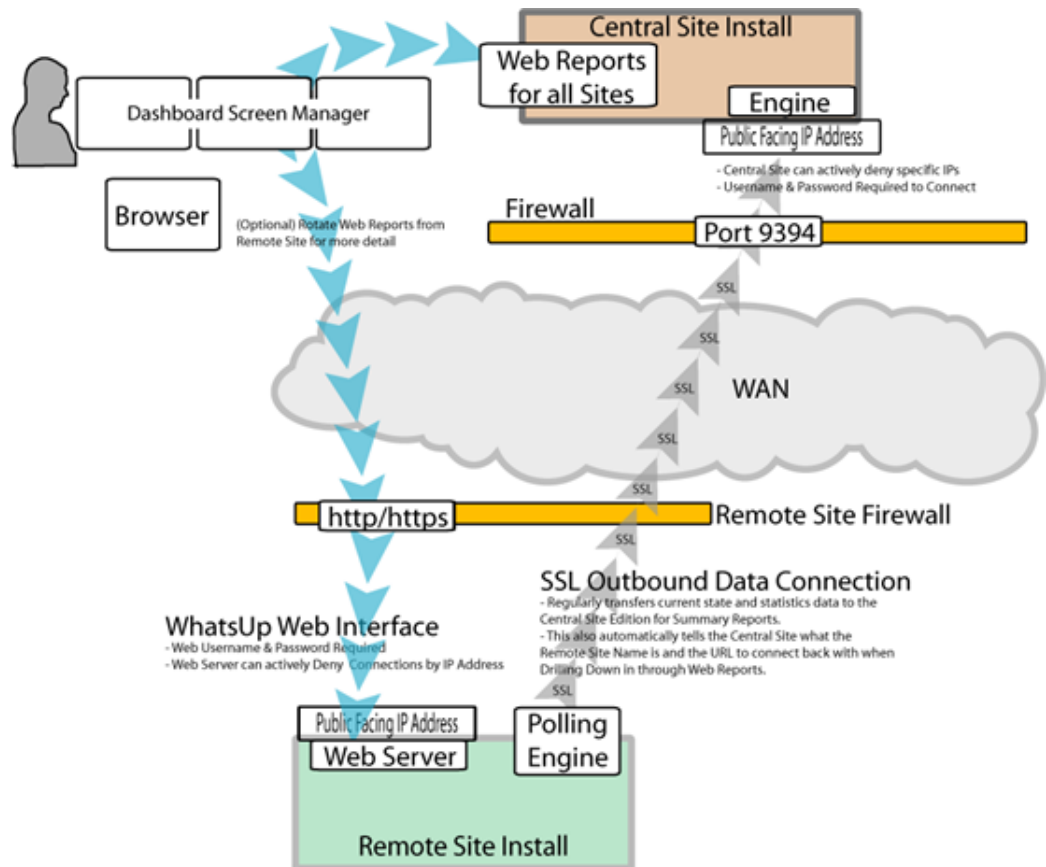 Central Site Install
Web Reports
for all Sites
Engine
Public Facing IP Address
- Central Site can actively deny specific IPs
- Username & Password Required to Connect
Dashboard Screen Manager
Browser
(Optional) Rotate Web Reports from
Remote Site for more detail
Firewall
Port 9394
SSL
SSL
WAN
SSL
SSL
SSL
http/https
Remote Site Firewall
SSL
SSL Outbound Data Connection
- Regularly transfers current state and statistics data to the
Central Site Edition for Summary Reports.
- This also automatically tells the Central Site what the
Remote Site Name is and the URL to connect back with when
Drilling Down in through Web Reports.
WhatsUp Web Interface
- Web Username & Password Required
- Web Server can actively Deny Connections by IP Address
SSL
Public Facing IP Address
Web Server
Polling
Engine
Remote Site Install